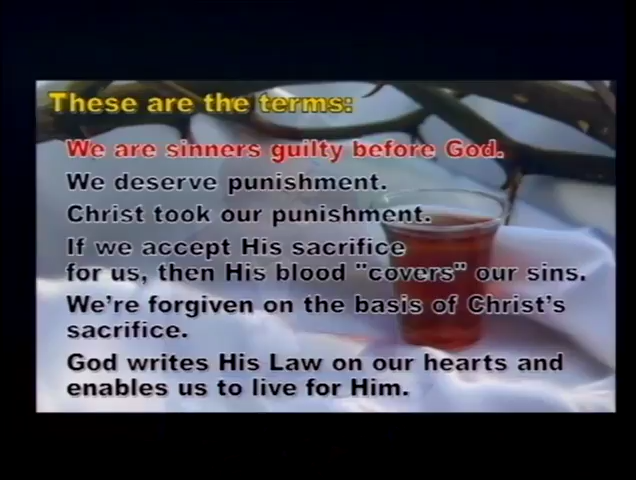 These are the terms:
We are sinners guilty before God.
We deserve punishment.
Christ took our punishment.
If we accept His sacrifice
for us, then His blood "covers" our sins.
We're forgiven on the basis of Christ's
sacrifice.
God writes His Law on our hearts and
enables us to live for Him.